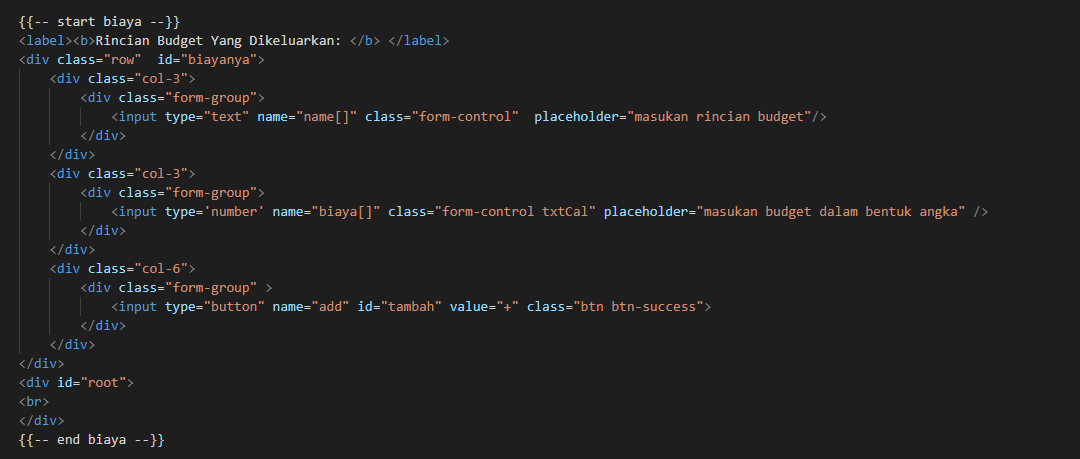 {{-- start biaya --}}
<label><b>Rincian Budget Yang Dikeluarkan: </b> </label>
<div class="row"  id="biayanya">
    <div class="col-3">
        <div class="form-group">
            <input type="text" name="name[]" class="form-control"  placeholder="masukan rincian budget"/>
        </div>
    </div>
    <div class="col-3">
        <div class="form-group">
            <input type='number' name="biaya[]" class="form-control txtCal" placeholder="masukan budget dalam bentuk angka" />
        </div>
    </div>
    <div class="col-6">
        <div class="form-group" >
            <input type="button" name="add" id="tambah" value="+" class="btn btn-success">
        </div>
    </div>
</div>
<div id="root">
<br>
</div>
{{-- end biaya --}}